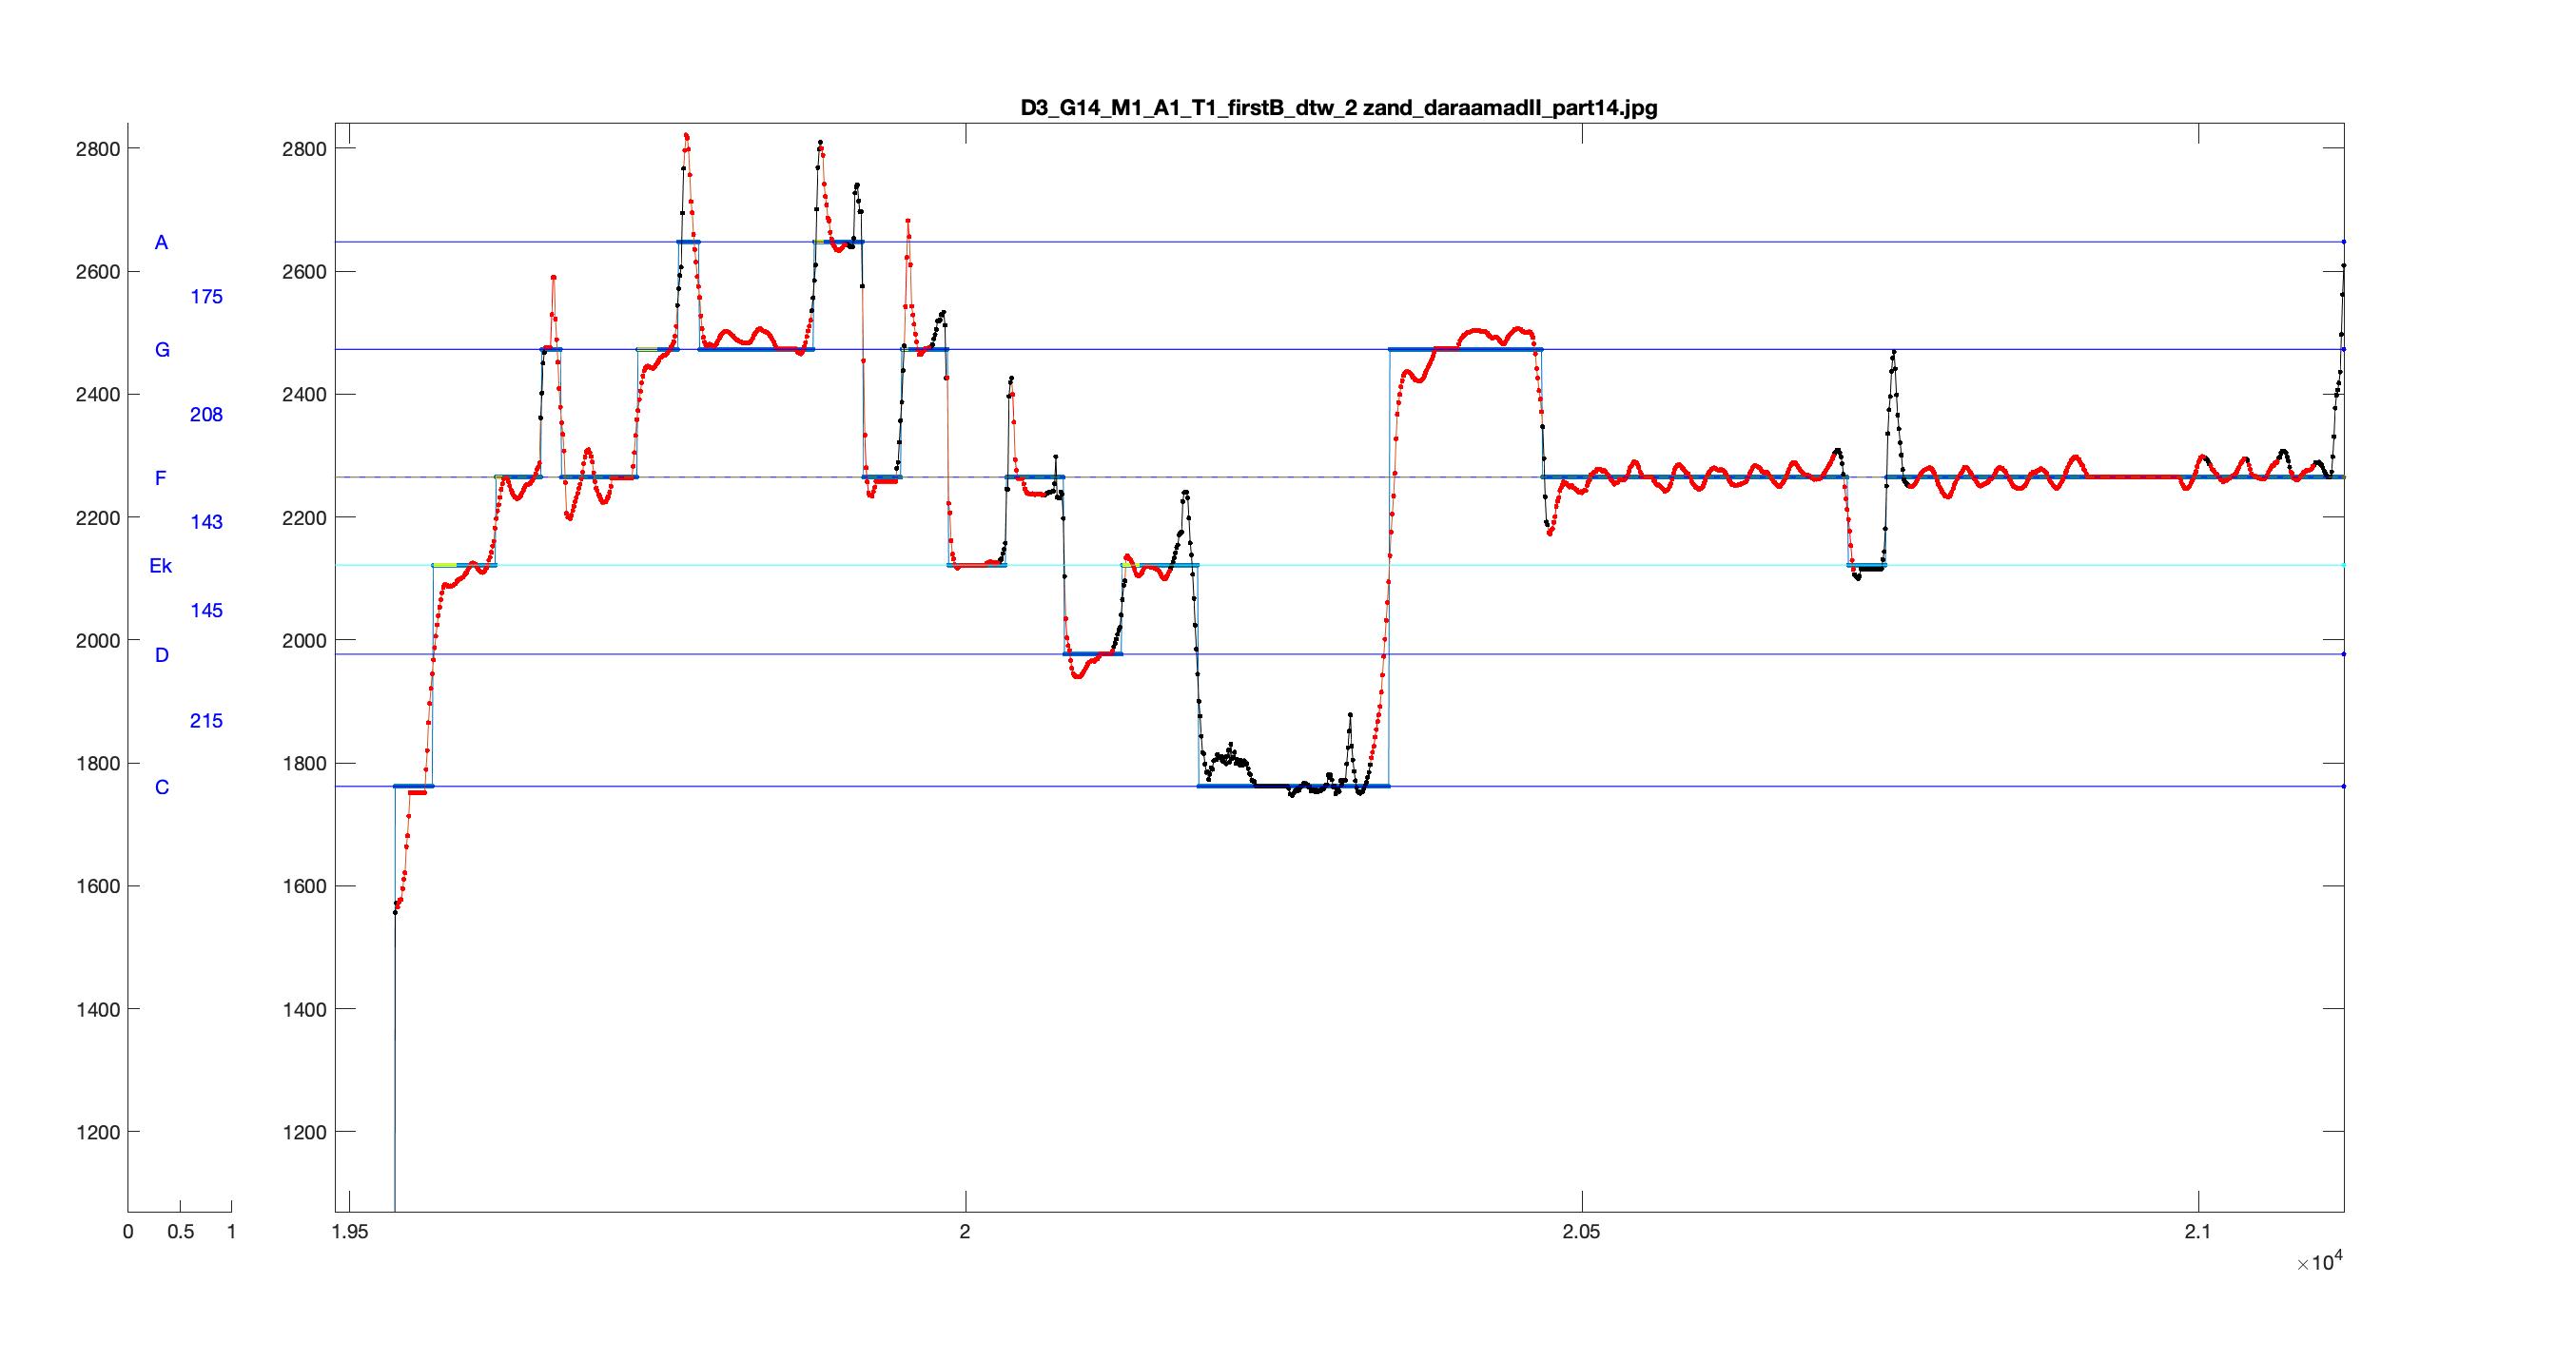 D3_G14_M1_A1_T1_firstB_dtw_2 zand_daraamadII_part14.jpg
2800 2800
A
2600 2600
175
G
2400 2400
208
F
2200 2200
143
Ek
145
2000 2000
D
215
1800 1800
C
1600 1600
1400 1400
1200 1200
0 0.5 1 1.95 2 2.05 2.1
×10^4